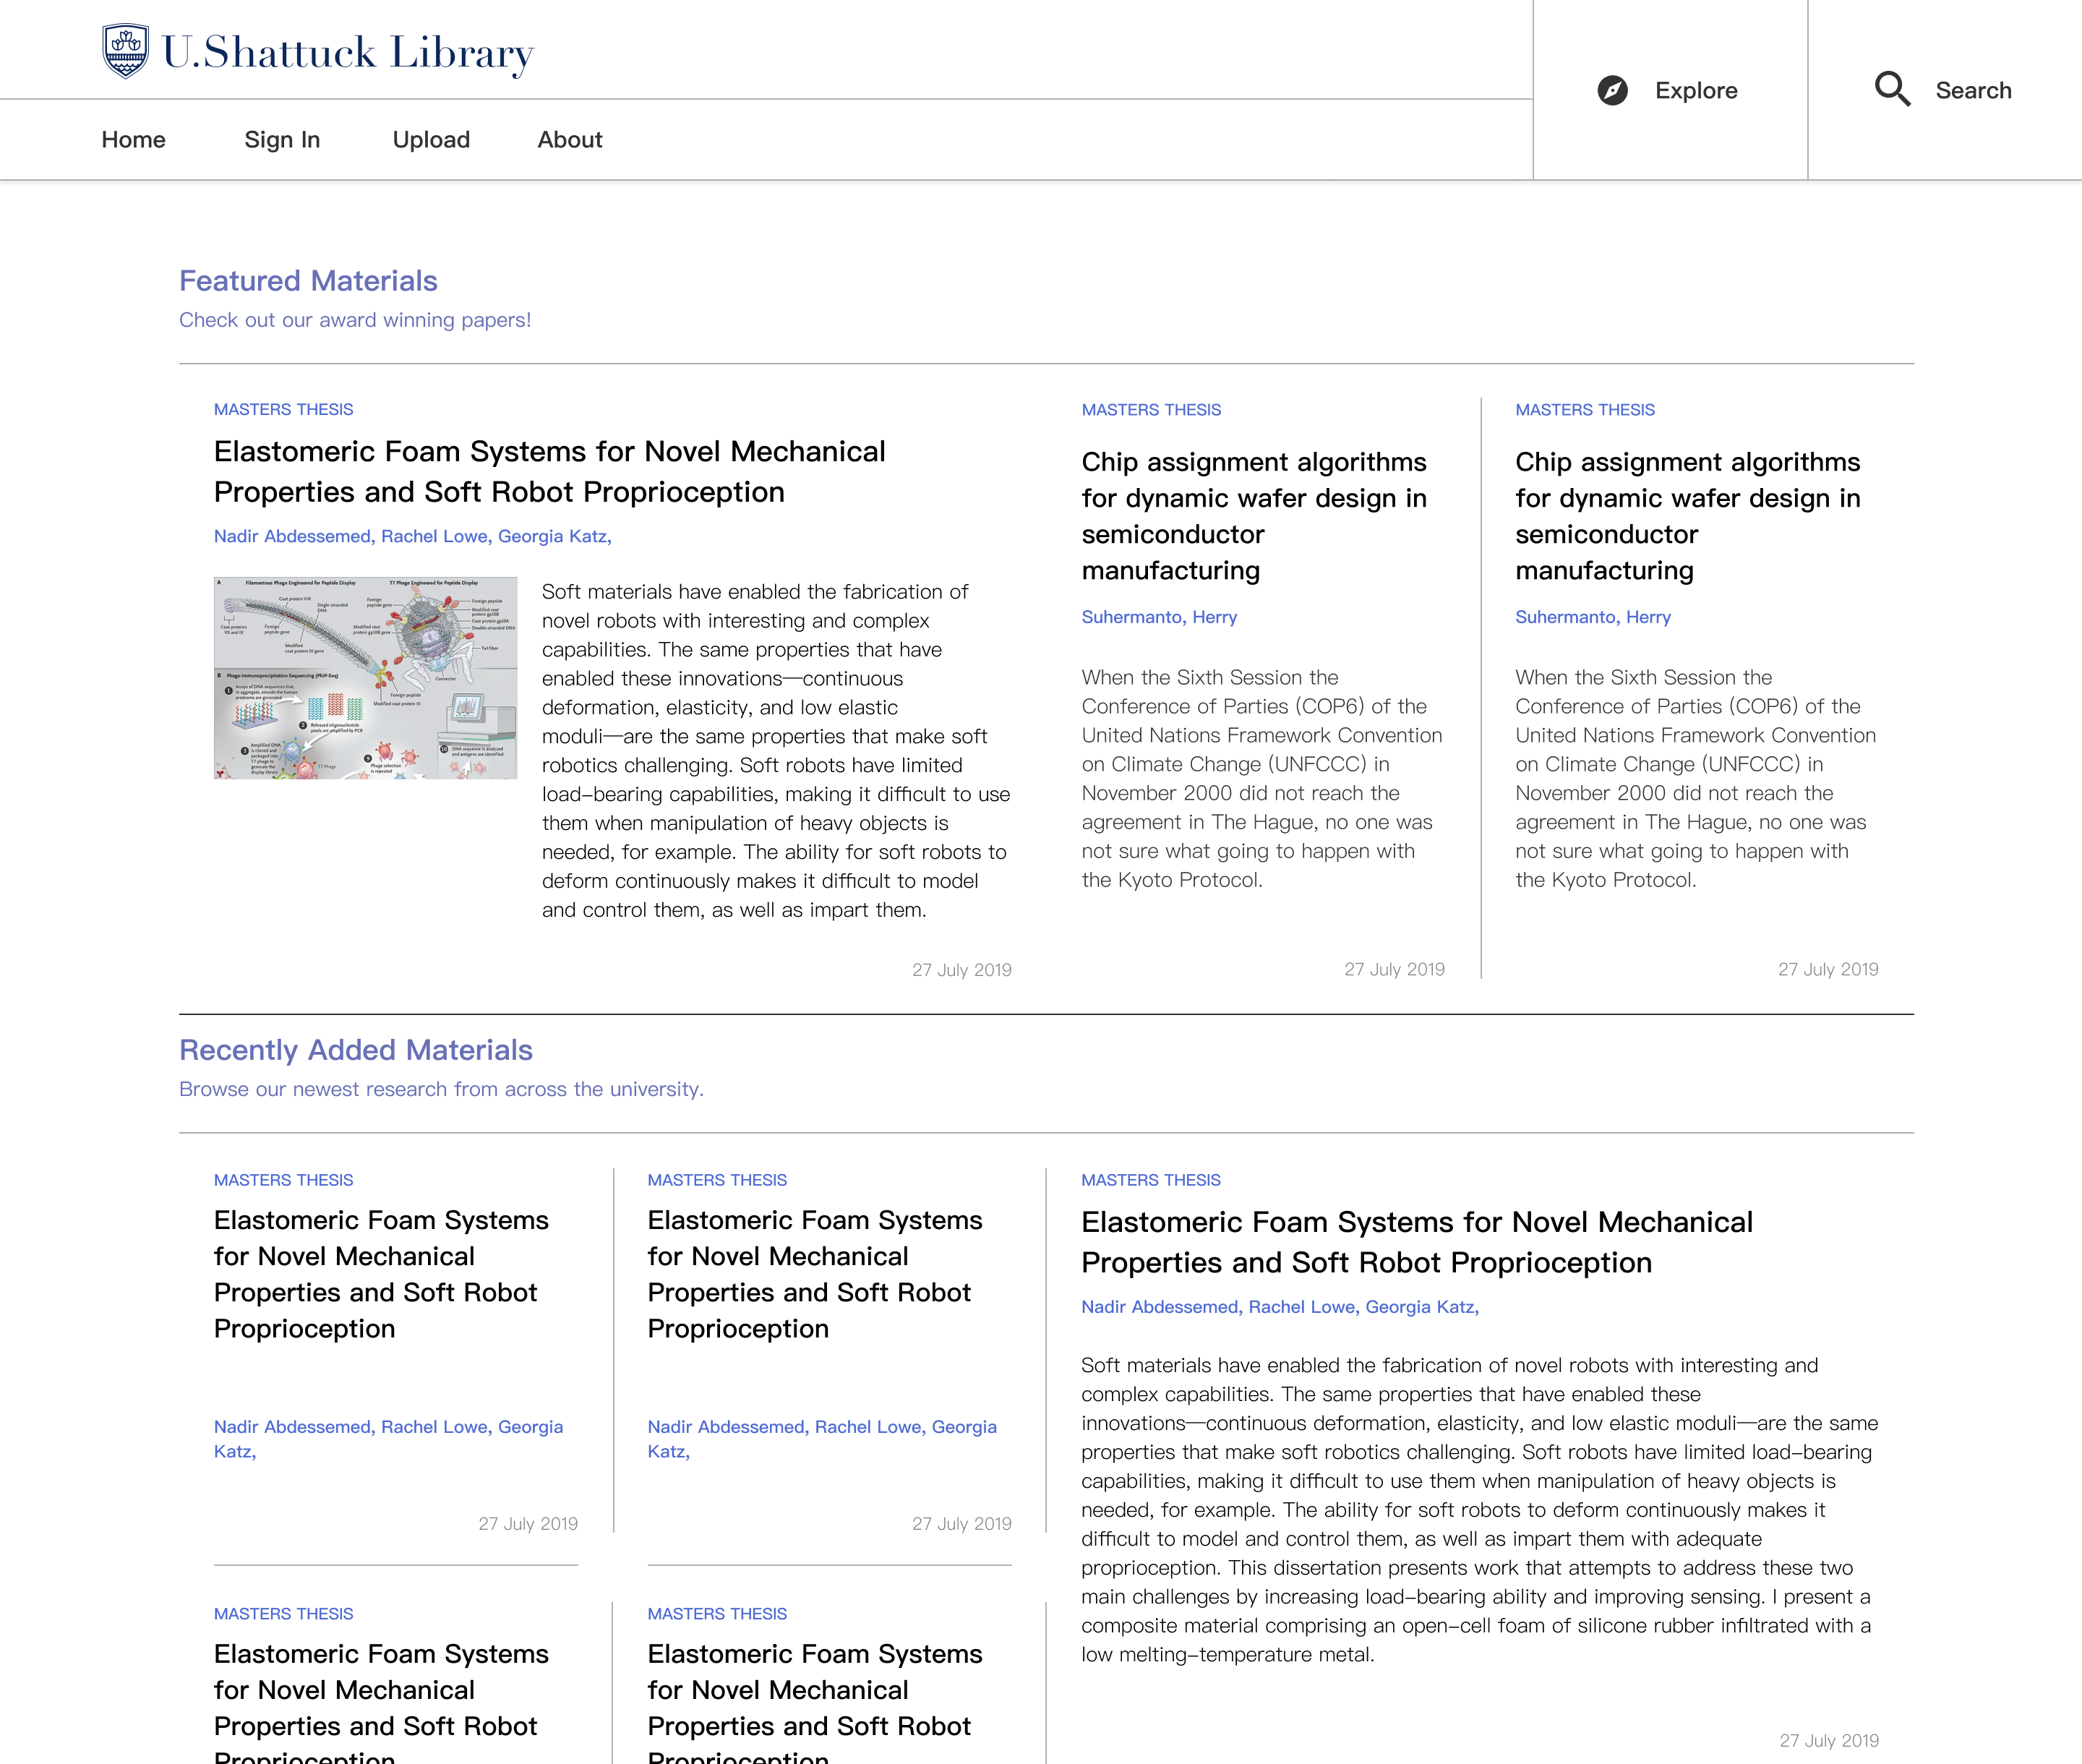 U.Shattuck Library
Explore
Search
Home
Sign In
Upload
About
Featured Materials
Check out our award winning papers!
MASTERS THESIS
Elastomeric Foam Systems for Novel Mechanical
Properties and Soft Robot Proprioception
Nadir Abdessemed, Rachel Lowe, Georgia Katz,
A
Filamentous Phage Engineered for Peptide Display
T7 Phage Engineered for Peptide Display
Soft materials have enabled the fabrication of
novel robots with interesting and complex
capabilities. The same properties that have
enabled these innovations—continuous
deformation, elasticity, and low elastic
moduli—are the same properties that make soft
robotics challenging. Soft robots have limited
load-bearing capabilities, making it difficult to use
them when manipulation of heavy objects is
needed, for example. The ability for soft robots to
deform continuously makes it difficult to model
and control them, as well as impart them.
27 July 2019
MASTERS THESIS
Chip assignment algorithms
for dynamic wafer design in
semiconductor
manufacturing
Suhermanto, Herry
When the Sixth Session the
Conference of Parties (COP6) of the
United Nations Framework Convention
on Climate Change (UNFCCC) in
November 2000 did not reach the
agreement in The Hague, no one was
not sure what going to happen with
the Kyoto Protocol.
27 July 2019
MASTERS THESIS
Chip assignment algorithms
for dynamic wafer design in
semiconductor
manufacturing
Suhermanto, Herry
When the Sixth Session the
Conference of Parties (COP6) of the
United Nations Framework Convention
on Climate Change (UNFCCC) in
November 2000 did not reach the
agreement in The Hague, no one was
not sure what going to happen with
the Kyoto Protocol.
27 July 2019
Recently Added Materials
Browse our newest research from across the university.
MASTERS THESIS
Elastomeric Foam Systems
for Novel Mechanical
Properties and Soft Robot
Proprioception
Nadir Abdessemed, Rachel Lowe, Georgia
Katz,
27 July 2019
MASTERS THESIS
Elastomeric Foam Systems
for Novel Mechanical
Properties and Soft Robot
Proprioception
Nadir Abdessemed, Rachel Lowe, Georgia
Katz,
27 July 2019
MASTERS THESIS
Elastomeric Foam Systems for Novel Mechanical
Properties and Soft Robot Proprioception
Nadir Abdessemed, Rachel Lowe, Georgia Katz,
Soft materials have enabled the fabrication of novel robots with interesting and
complex capabilities. The same properties that have enabled these
innovations—continuous deformation, elasticity, and low elastic moduli—are the same
properties that make soft robotics challenging. Soft robots have limited load-bearing
capabilities, making it difficult to use them when manipulation of heavy objects is
needed, for example. The ability for soft robots to deform continuously makes it
difficult to model and control them, as well as impart them with adequate
proprioception. This dissertation presents work that attempts to address these two
main challenges by increasing load-bearing ability and improving sensing. I present a
composite material comprising an open-cell foam of silicone rubber infiltrated with a
low melting-temperature metal.
27 July 2019
MASTERS THESIS
Elastomeric Foam Systems
for Novel Mechanical
Properties and Soft Robot
Proprioception
MASTERS THESIS
Elastomeric Foam Systems
for Novel Mechanical
Properties and Soft Robot
Proprioception